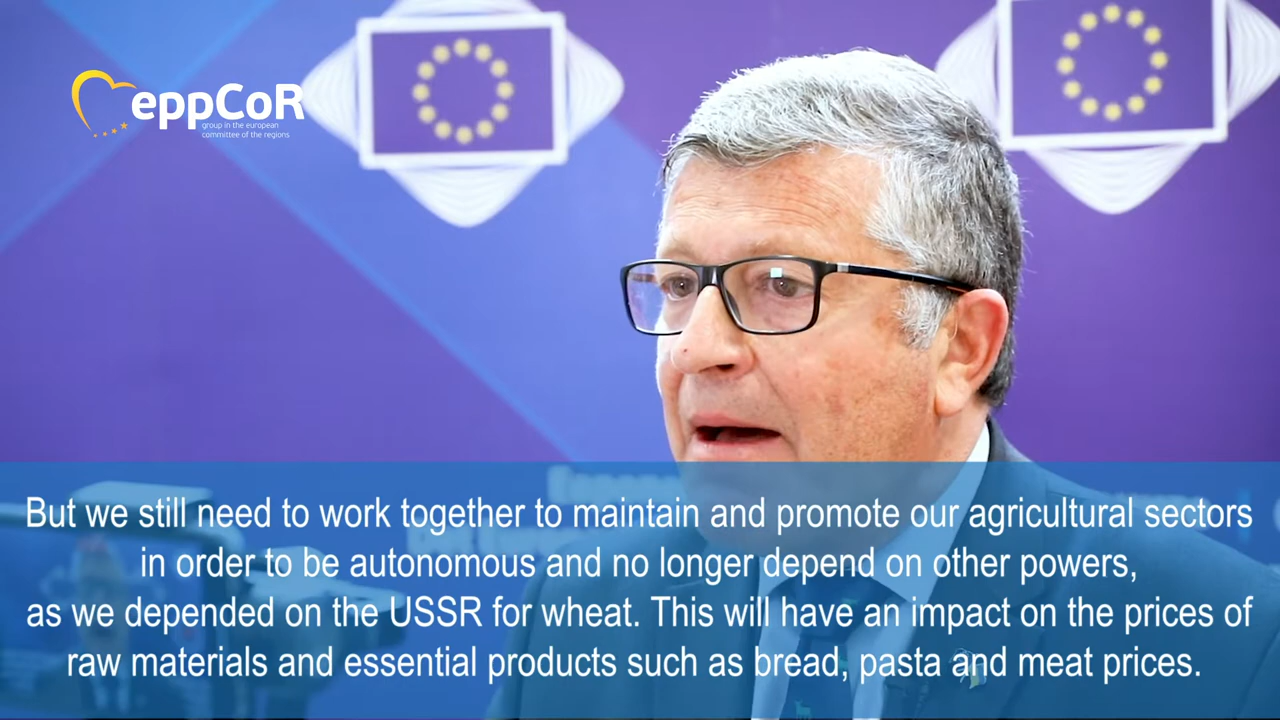 eppCoR
group in the european
committee of the regions
But we still need to work together to maintain and promote our agricultural sectors
in order to be autonomous and no longer depend on other powers,
as we depended on the USSR for wheat. This will have an impact on the prices of
raw materials and essential products such as bread, pasta and meat prices.